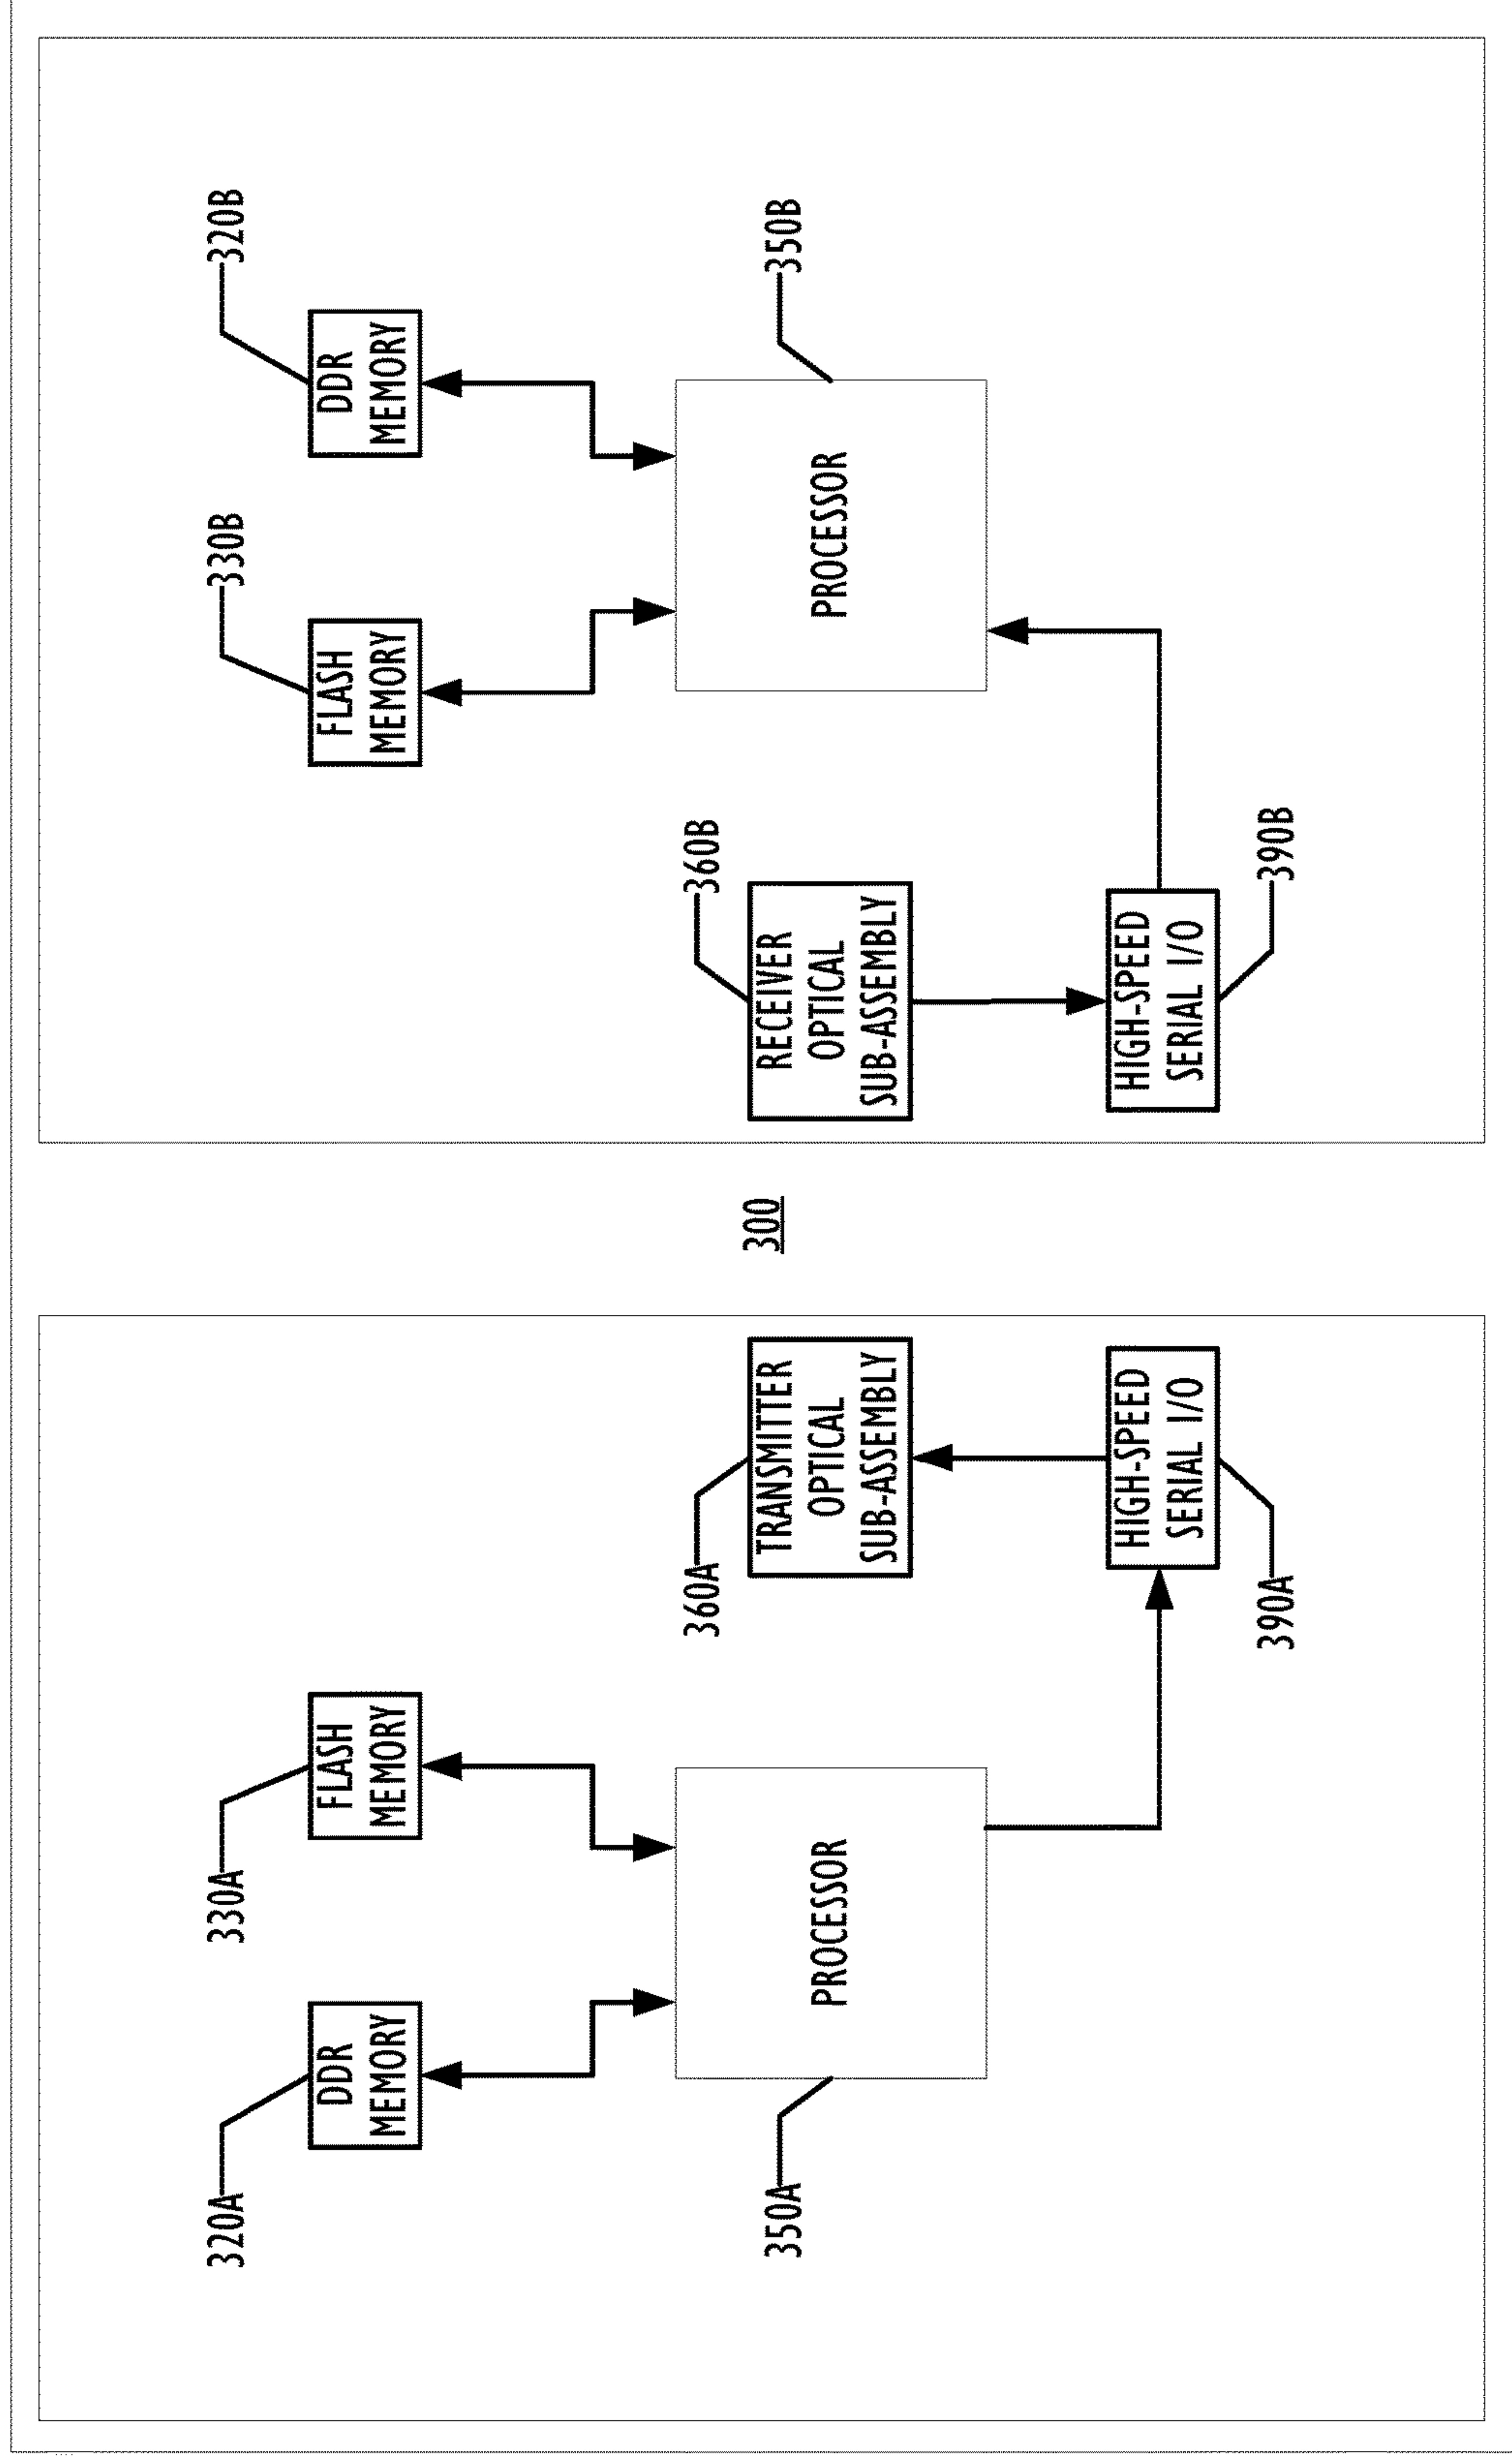 320A
DDR
MEMORY
330A
FLASH
MEMORY
350A
PROCESSOR
360A
TRANSMITTER
OPTICAL
SUB-ASSEMBLY
HIGH-SPEED
SERIAL I/O
390A
300
330B
FLASH
MEMORY
320B
DDR
MEMORY
360B
RECEIVER
OPTICAL
SUB-ASSEMBLY
PROCESSOR
350B
HIGH-SPEED
SERIAL I/O
390B